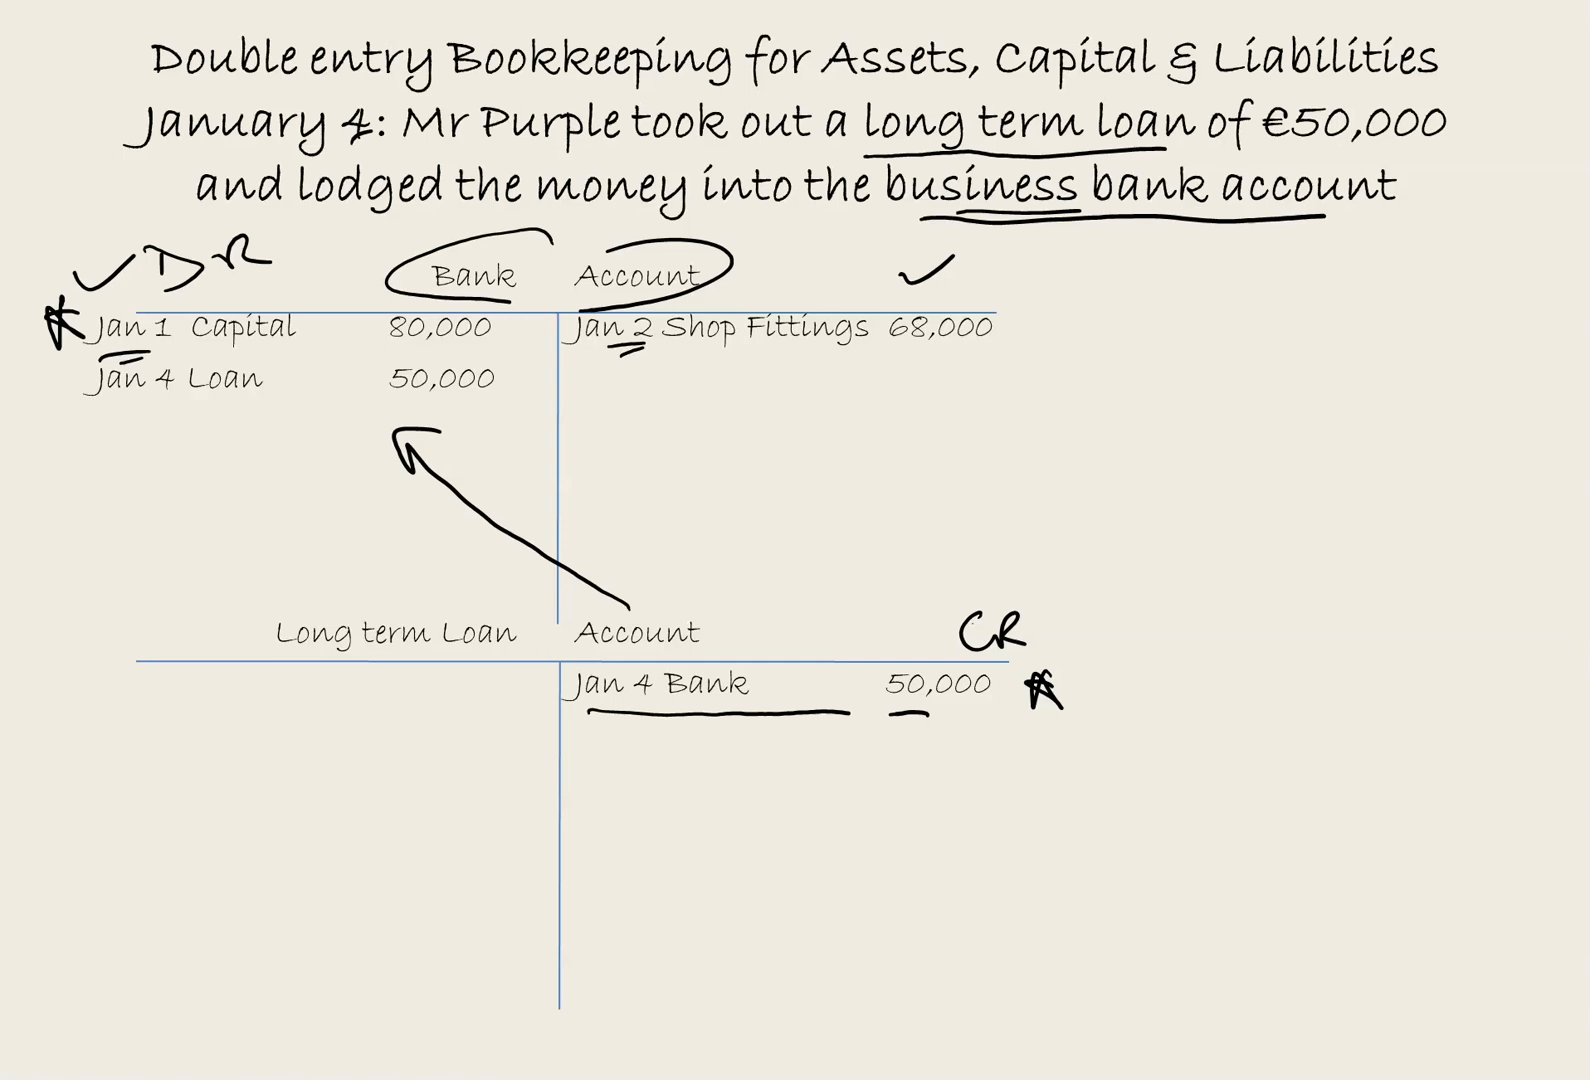 Double entry Bookkeeping for Assets, Capital & Liabilities
January 4: Mr Purple took out a long term loan of €50,000
and lodged the money into the business bank account
DR Bank Account
Jan 1 Capital 80,000 Jan 2 Shop Fittings 68,000
Jan 4 Loan 50,000
Long term Loan Account CR
Jan 4 Bank 50,000